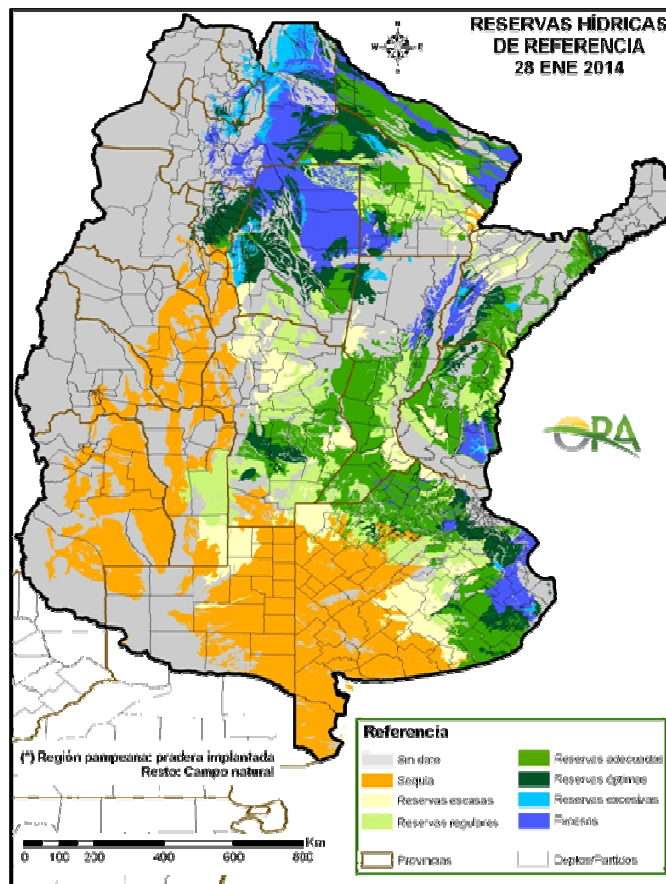 RESERVAS HÍDRICAS
DE REFERENCIA
28 ENE 2014
N
W
E
S
ORA
(*) Región pampeana: pradera implantada
Resto: Campo natural
Km
0 100 200 400 600 800
Referencia
Sin dato
Sequía
Reservas escasas
Reservas regulares
Reservas adecuadas
Reservas óptimas
Reservas excesivas
Excesos
Provincias
Deptos/Partidos